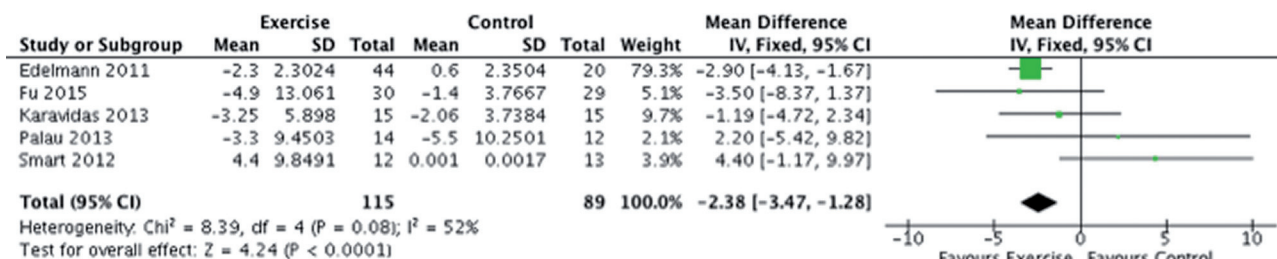 Exercise Control Mean Difference Mean Difference
Study or Subgroup Mean SD Total Mean SD Total Weight IV, Fixed, 95% CI IV, Fixed, 95% CI
Edelmann 2011 -2.3 2.3024 44 0.6 2.3504 20 79.3% -2.90 [-4.13, -1.67]
Fu 2015 -4.9 13.061 30 -1.4 3.7667 29 5.1% -3.50 [-8.37, 1.37]
Karavidas 2013 -3.25 5.898 15 -2.06 3.7384 15 9.7% -1.19 [-4.72, 2.34]
Palau 2013 -3.3 9.4503 14 -5.5 10.2501 12 2.1% 2.20 [-5.42, 9.82]
Smart 2012 4.4 9.8491 12 0.001 0.0017 13 3.9% 4.40 [-1.17, 9.97]
Total (95% CI) 115 89 100.0% -2.38 [-3.47, -1.28]
Heterogeneity: Chi² = 8.39, df = 4 (P = 0.08); I² = 52%
Test for overall effect: Z = 4.24 (P < 0.0001)
-10 -5 0 5 10
Favours Exercise Favours Control